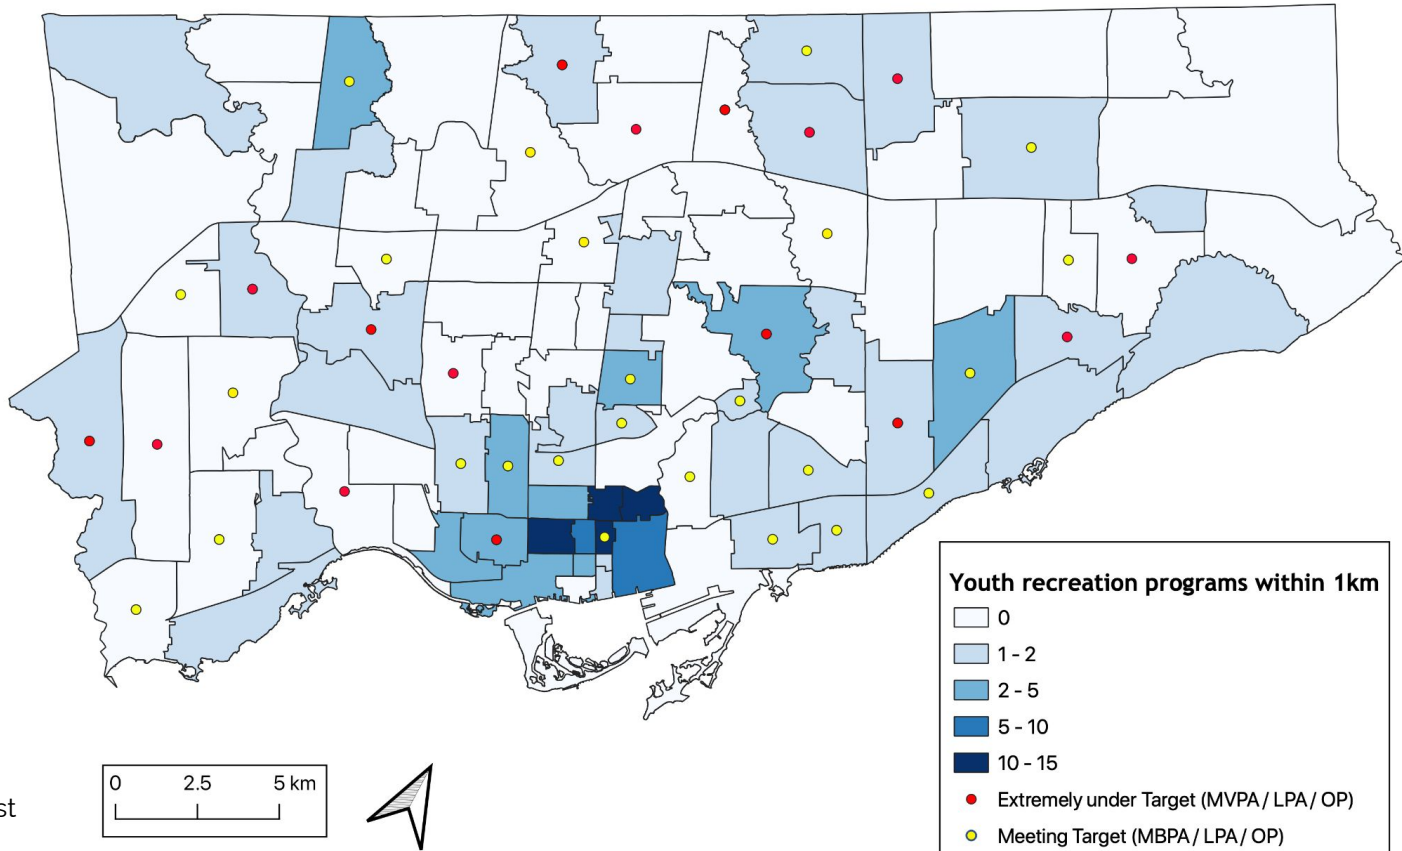 Youth recreation programs within 1km
0
1 - 2
2 - 5
5 - 10
10 - 15
Extremely under Target (MVPA / LPA / OP)
Meeting Target (MBPA / LPA / OP)
0 2.5 5 km
st